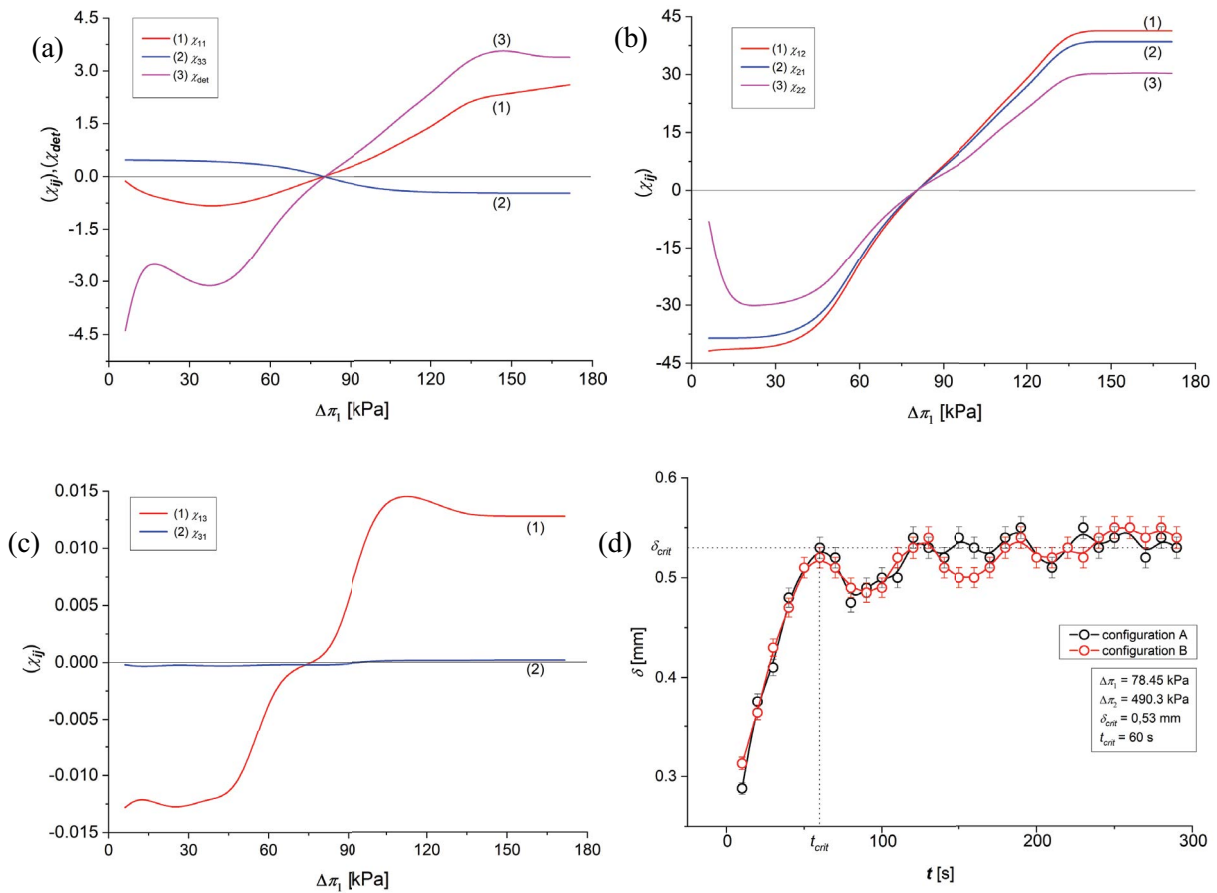 (a)
(1) χ11
(2) χ33
(3) χdet
(3)
(1)
(2)
4.5
3.0
1.5
0.0
-1.5
-3.0
-4.5
(χij),(χdet)
0 30 60 90 120 150 180
Δπ1 [kPa]
(b)
(1) χ12
(2) χ21
(3) χ22
(1)
(2)
(3)
45
30
15
0
-15
-30
-45
(χij)
0 30 60 90 120 150 180
Δπ1 [kPa]
(c)
(1) χ13
(2) χ31
(1)
(2)
0.015
0.010
0.005
0.000
-0.005
-0.010
-0.015
(χij)
0 30 60 90 120 150 180
Δπ1 [kPa]
(d)
0.6
δcrit
0.5
0.4
0.3
δ [mm]
configuration A
configuration B
Δπ1 = 78.45 kPa
Δπ2 = 490.3 kPa
δcrit = 0,53 mm
tcrit = 60 s
0 tcrit 100 200 300
t [s]